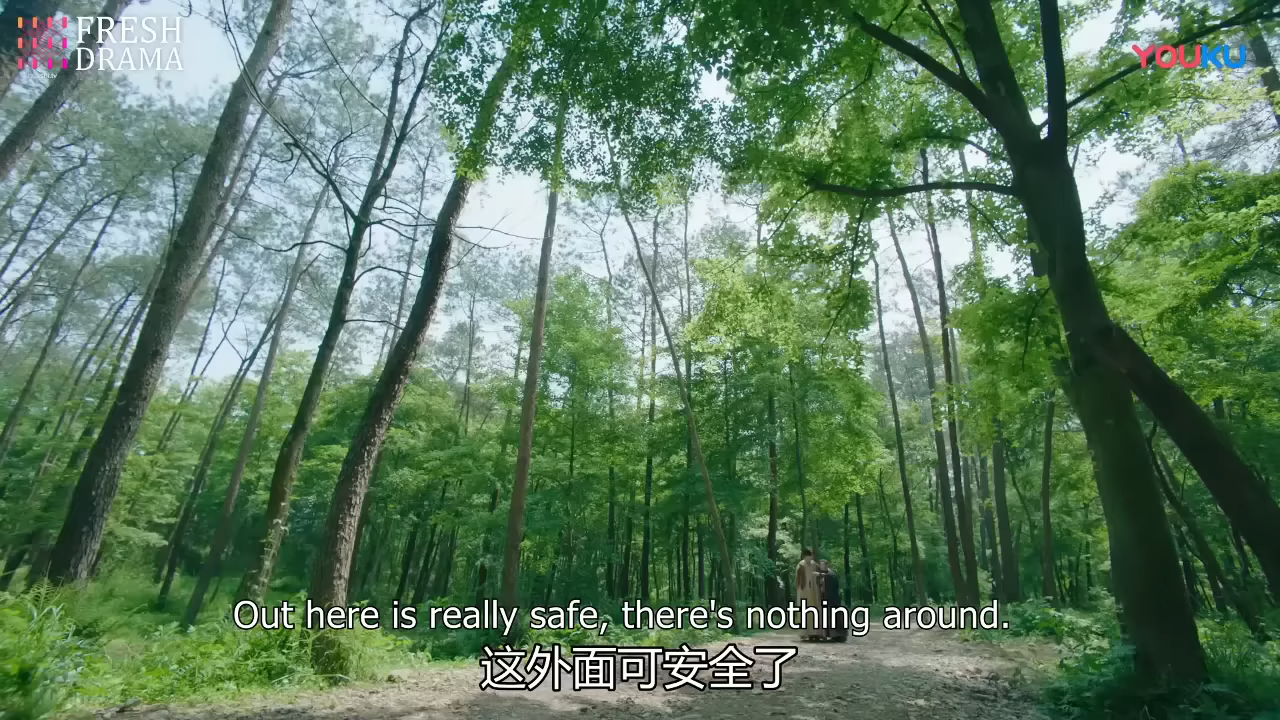 FRESH
DRAMA
YOUKU
Out here is really safe, there's nothing around.
这外面可安全了